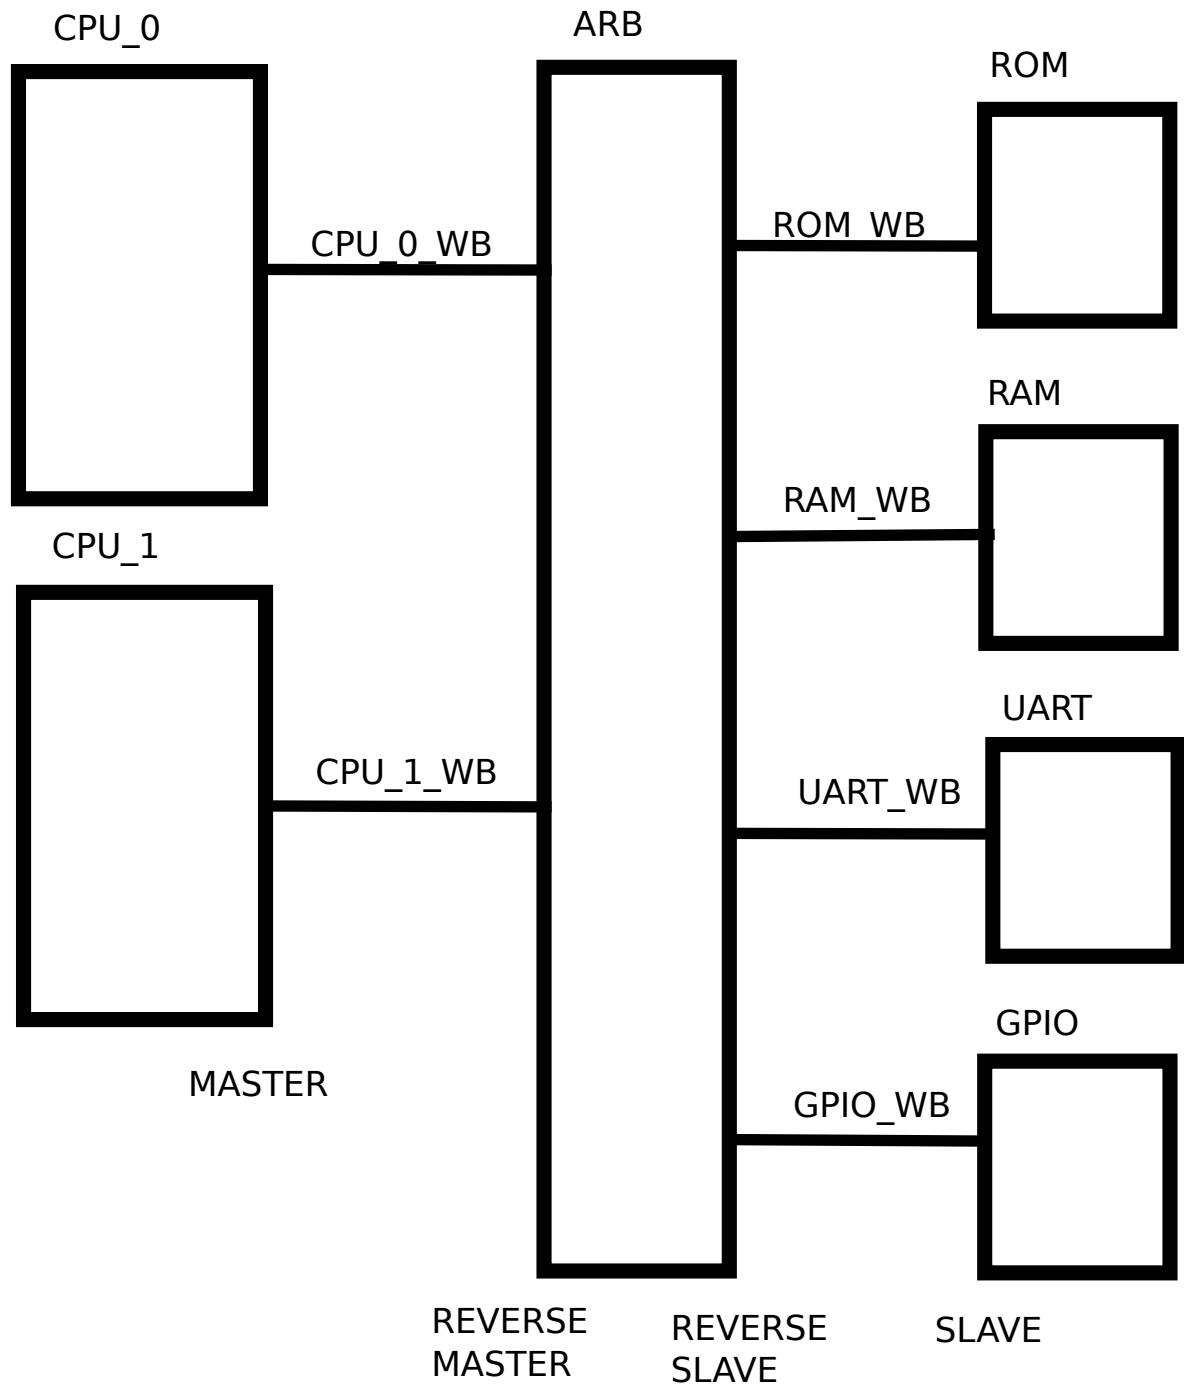 CPU_0
ARB
ROM
CPU_0_WB
ROM_WB
RAM
RAM_WB
CPU_1
UART
CPU_1_WB
UART_WB
GPIO
MASTER
GPIO_WB
REVERSE
MASTER
REVERSE
SLAVE
SLAVE